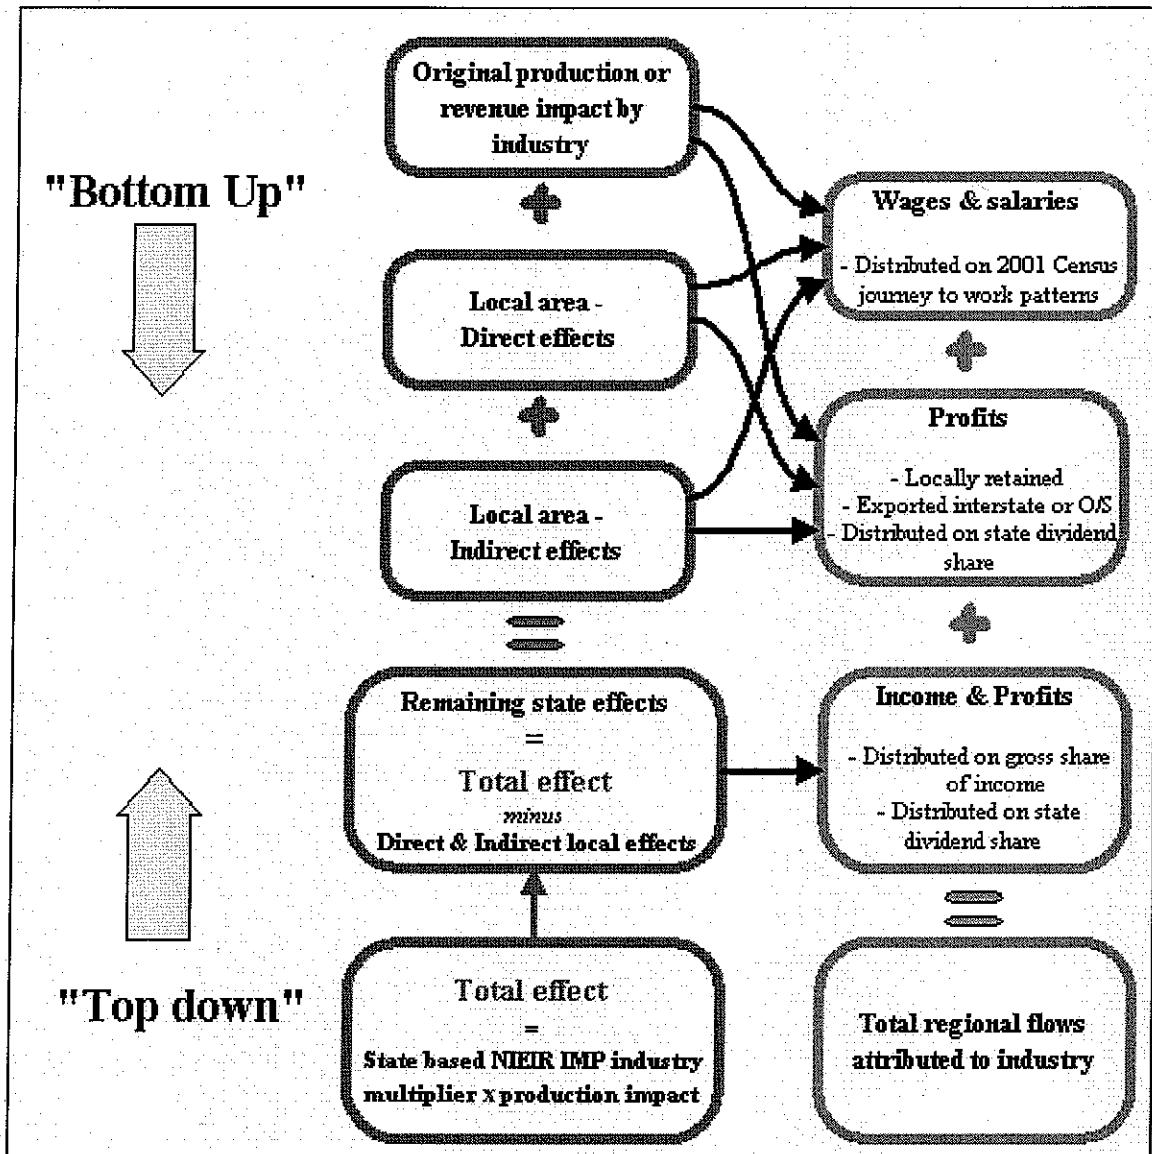 "Bottom Up"
"Top down"
Original production or
revenue impact by
industry
Local area -
Direct effects
Local area -
Indirect effects
Remaining state effects
=
Total effect
minus
Direct & Indirect local effects
Total effect
=
State based NIEIR IMP industry
multiplier x production impact
Wages & salaries
- Distributed on 2001 Census
journey to work patterns
Profits
- Locally retained
- Exported interstate or O/S
- Distributed on state dividend
share
Income & Profits
- Distributed on gross share
of income
- Distributed on state
dividend share
Total regional flows
attributed to industry